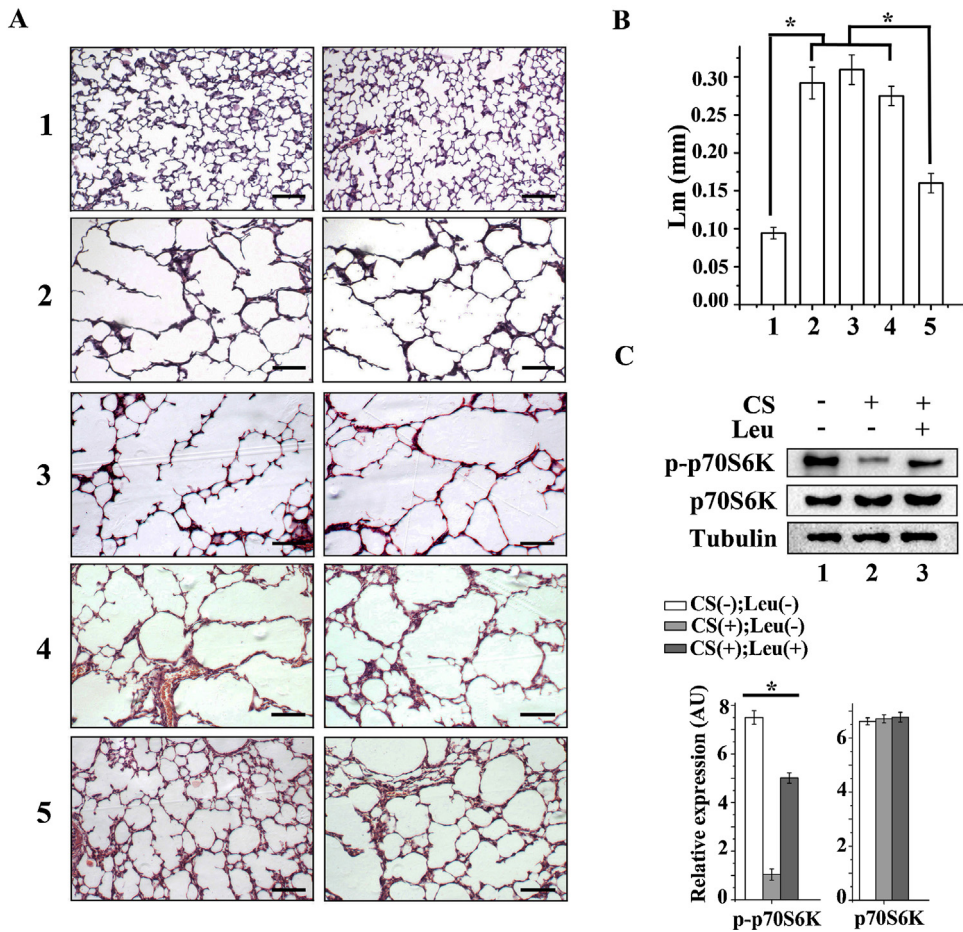 A
1
2
3
4
5
B
* *
Lm (mm)
0.30
0.25
0.20
0.15
0.10
0.05
0.00
1 2 3 4 5
C
CS - + +
Leu - - +
p-p70S6K
p70S6K
Tubulin
1 2 3
CS(-);Leu(-)
CS(+);Leu(-)
CS(+);Leu(+)
Relative expression (AU)
*
8
6
4
2
0
p-p70S6K
6
4
2
0
p70S6K